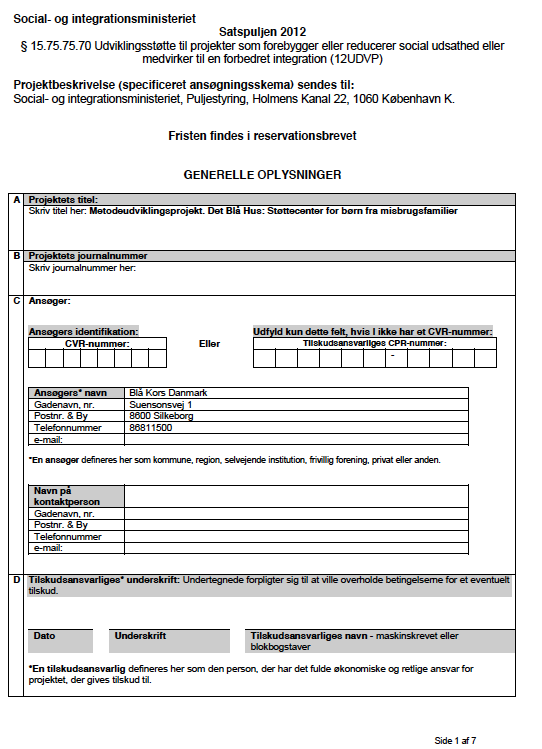 Social- og integrationsministeriet
Satspuljen 2012
§ 15.75.75.70 Udviklingsstøtte til projekter som forebygger eller reducerer social udsathed eller
medvirker til en forbedret integration (12UDVP)
Projektbeskrivelse (specificeret ansøgningsskema) sendes til:
Social- og integrationsministeriet, Puljestyring, Holmens Kanal 22, 1060 København K.
Fristen findes i reservationsbrevet
GENERELLE OPLYSNINGER
A Projektets titel:
Skriv titel her: Metodeudviklingsprojekt. Det Blå Hus: Støttecenter for børn fra misbrugsfamilier
B Projektets journalnummer
Skriv journalnummer her:
C Ansøger:
Ansøgers identifikation: Udfyld kun dette felt, hvis I ikke har et CVR-nummer:
CVR-nummer: Eller Tilskudsansvarliges CPR-nummer:
-
Ansøgers* navn Blå Kors Danmark
Gadenavn, nr. Suensonsvej 1
Postnr. & By 8600 Silkeborg
Telefonnummer 86811500
e-mail:
*En ansøger defineres her som kommune, region, selvejende institution, frivillig forening, privat eller anden.
Navn på
kontaktperson
Gadenavn, nr.
Postnr. & By
Telefonnummer
e-mail:
D Tilskudsansvarliges* underskrift: Undertegnede forpligter sig til at ville overholde betingelserne for et eventuelt
tilskud.
Dato Underskrift Tilskudsansvarliges navn - maskinskrevet eller
blokbogstaver
*En tilskudsansvarlig defineres her som den person, der har det fulde økonomiske og retlige ansvar for
projektet, der gives tilskud til.
Side 1 af 7